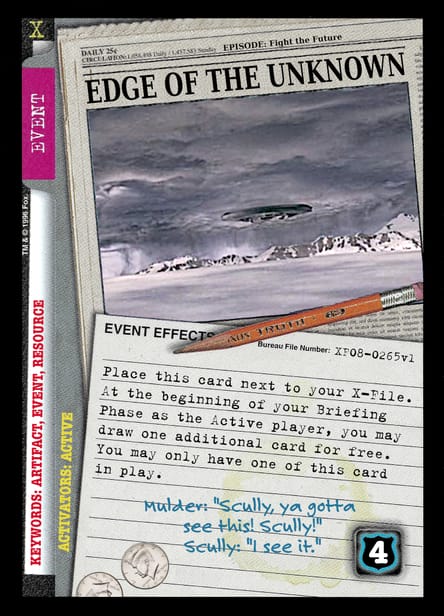 X
DAILY 25¢
EPISODE: Fight the Future
EDGE OF THE UNKNOWN
EVENT
TM & © 1996 Fox
KEYWORDS: ARTIFACT, EVENT, RESOURCE
ACTIVATORS: ACTIVE
EVENT EFFECTS
Bureau File Number: XF08-0265v1
Place this card next to your X-File.
At the beginning of your Briefing
Phase as the Active player, you may
draw one additional card for free.
You may only have one of this card
in play.
Mulder: "Scully, ya gotta
see this! Scully!"
Scully: "I see it."
4